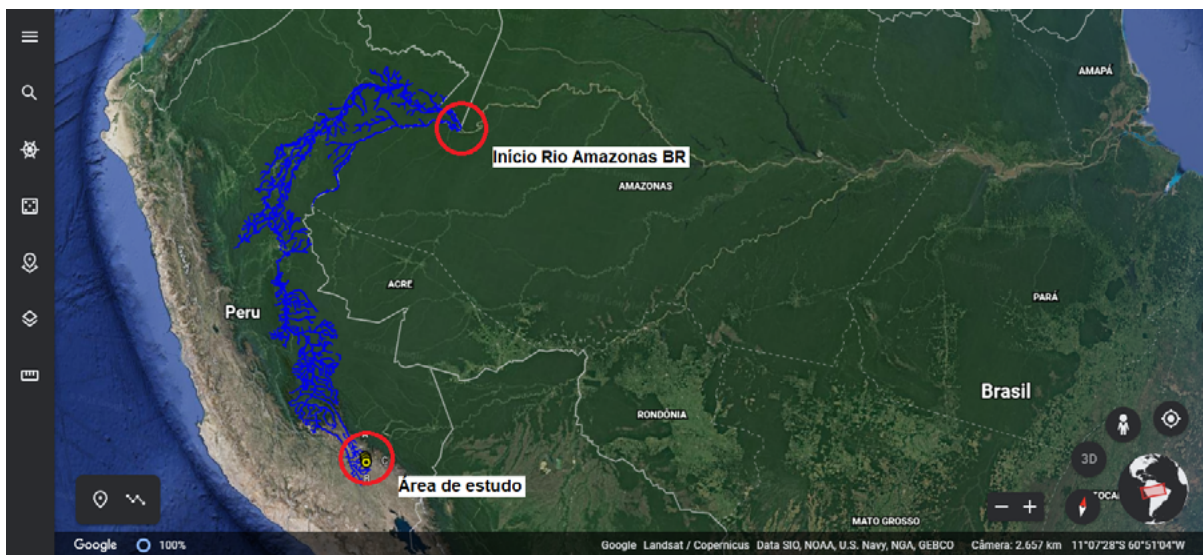 AMAPÁ
Início Rio Amazonas BR
AMAZONAS
ACRE
PARÁ
Peru
Brasil
RONDÔNIA
C
Área de estudo
3D
MATO GROSSO
Google 100% Google Landsat / Copernicus Data SIO, NOAA, U.S. Navy, NGA, GEBCO Câmera: 2.657 km 11°07'28"S 60°51'04"W